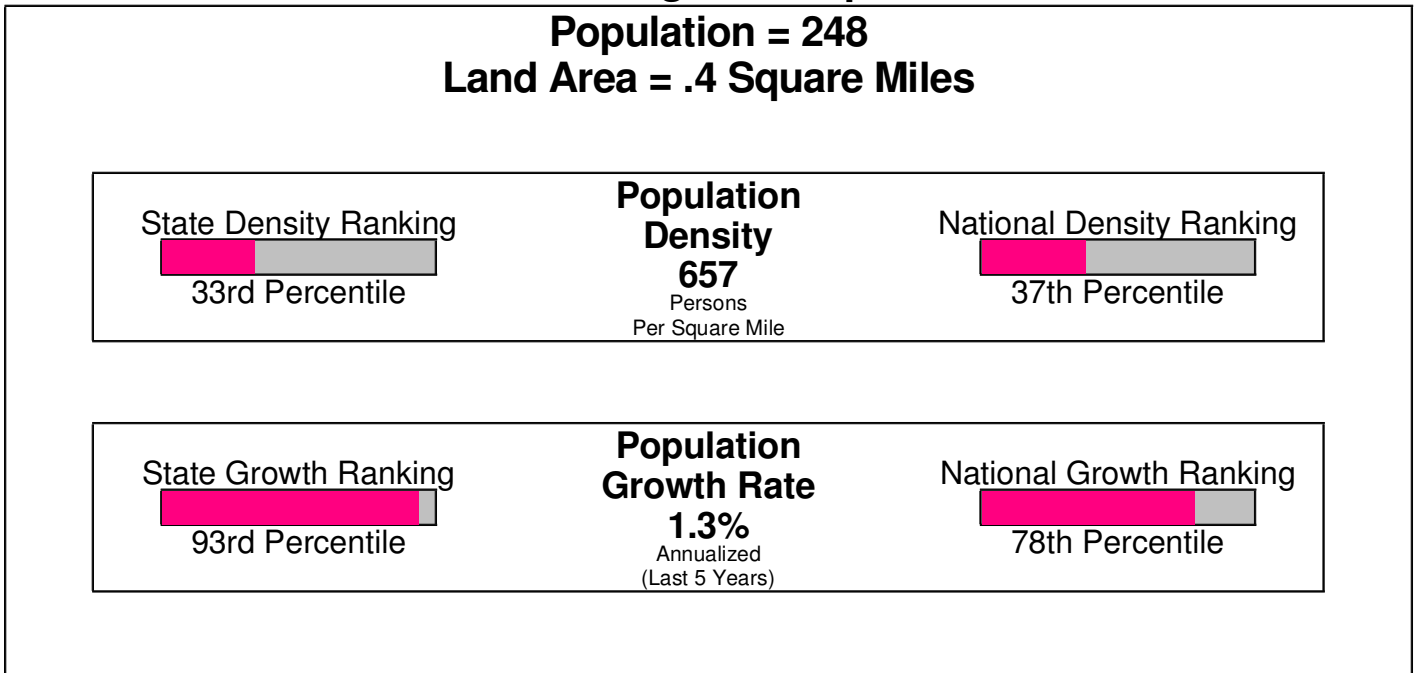 Population = 248
Land Area = .4 Square Miles
State Density Ranking
33rd Percentile
Population
Density
657
Persons
Per Square Mile
National Density Ranking
37th Percentile
State Growth Ranking
93rd Percentile
Population
Growth Rate
1.3%
Annualized
(Last 5 Years)
National Growth Ranking
78th Percentile